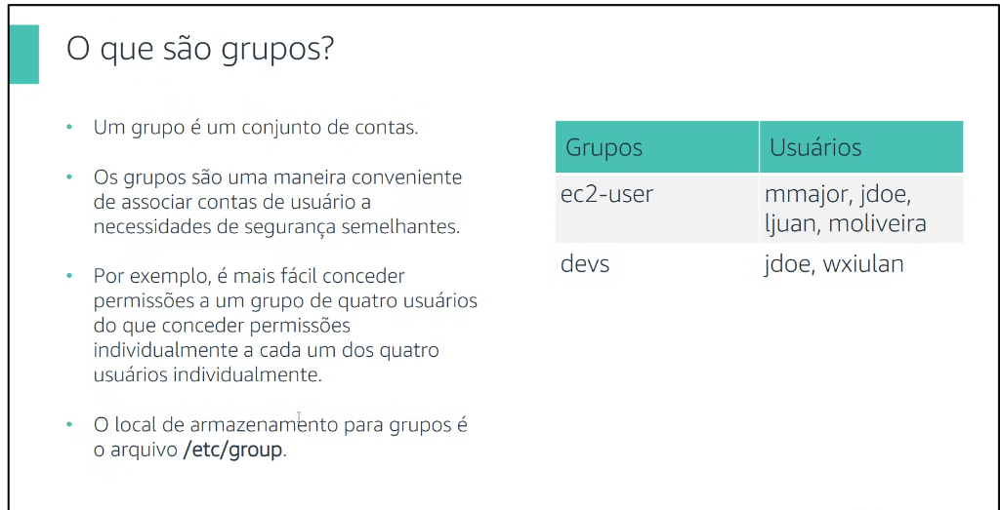 O que são grupos?
• Um grupo é um conjunto de contas.
• Os grupos são uma maneira conveniente
de associar contas de usuário a
necessidades de segurança semelhantes.
• Por exemplo, é mais fácil conceder
permissões a um grupo de quatro usuários
do que conceder permissões
individualmente a cada um dos quatro
usuários individualmente.
• O local de armazenamento para grupos é
o arquivo /etc/group.
Grupos Usuários
ec2-user mmajor, jdoe,
ljuan, moliveira
devs jdoe, wxiulan